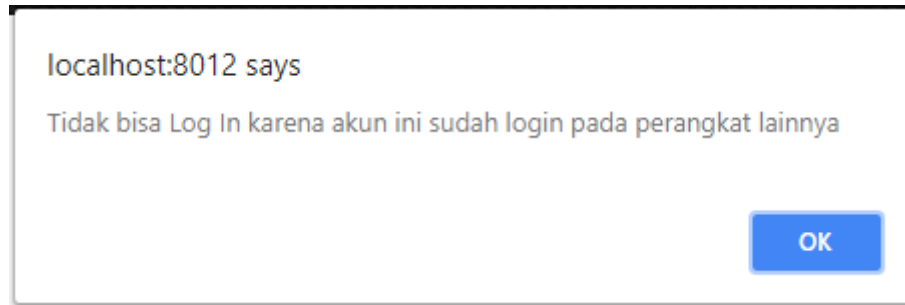 localhost:8012 says
Tidak bisa Log In karena akun ini sudah login pada perangkat lainnya
OK